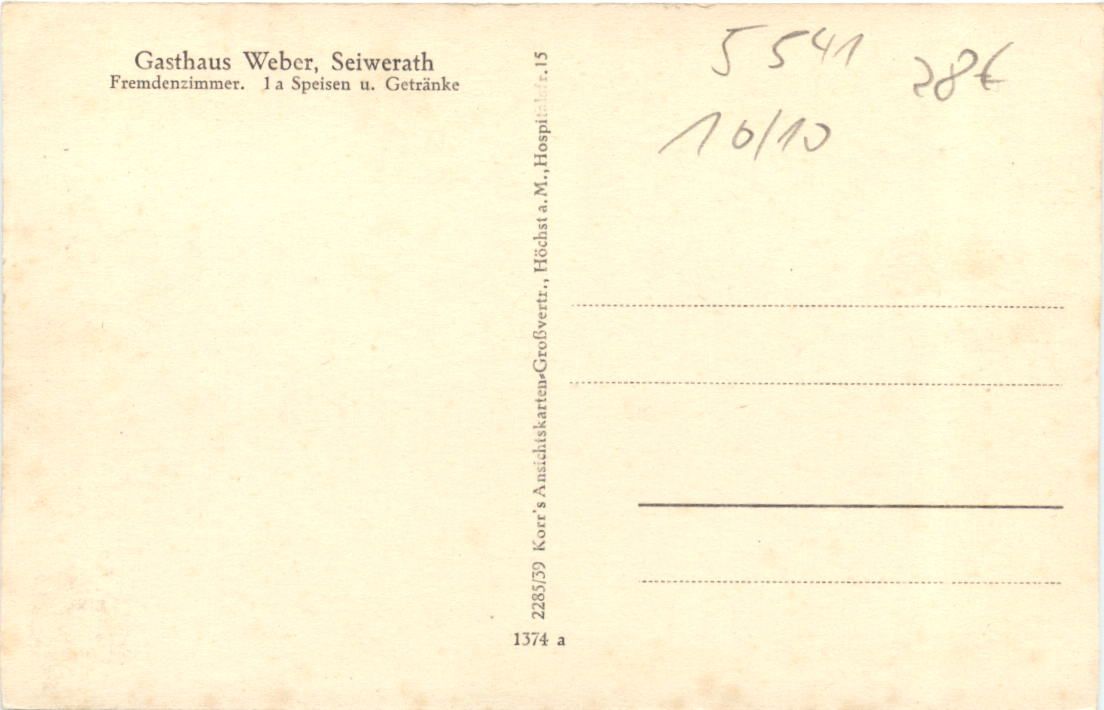 Gasthaus Weber, Seiwerath
Fremdenzimmer. 1a Speisen u. Getränke
2285/39 Korr's Ansichtskarten-Großvertr., Höchst a. M., Hospitalstr. 15
1374 a
5541
28€
10/10